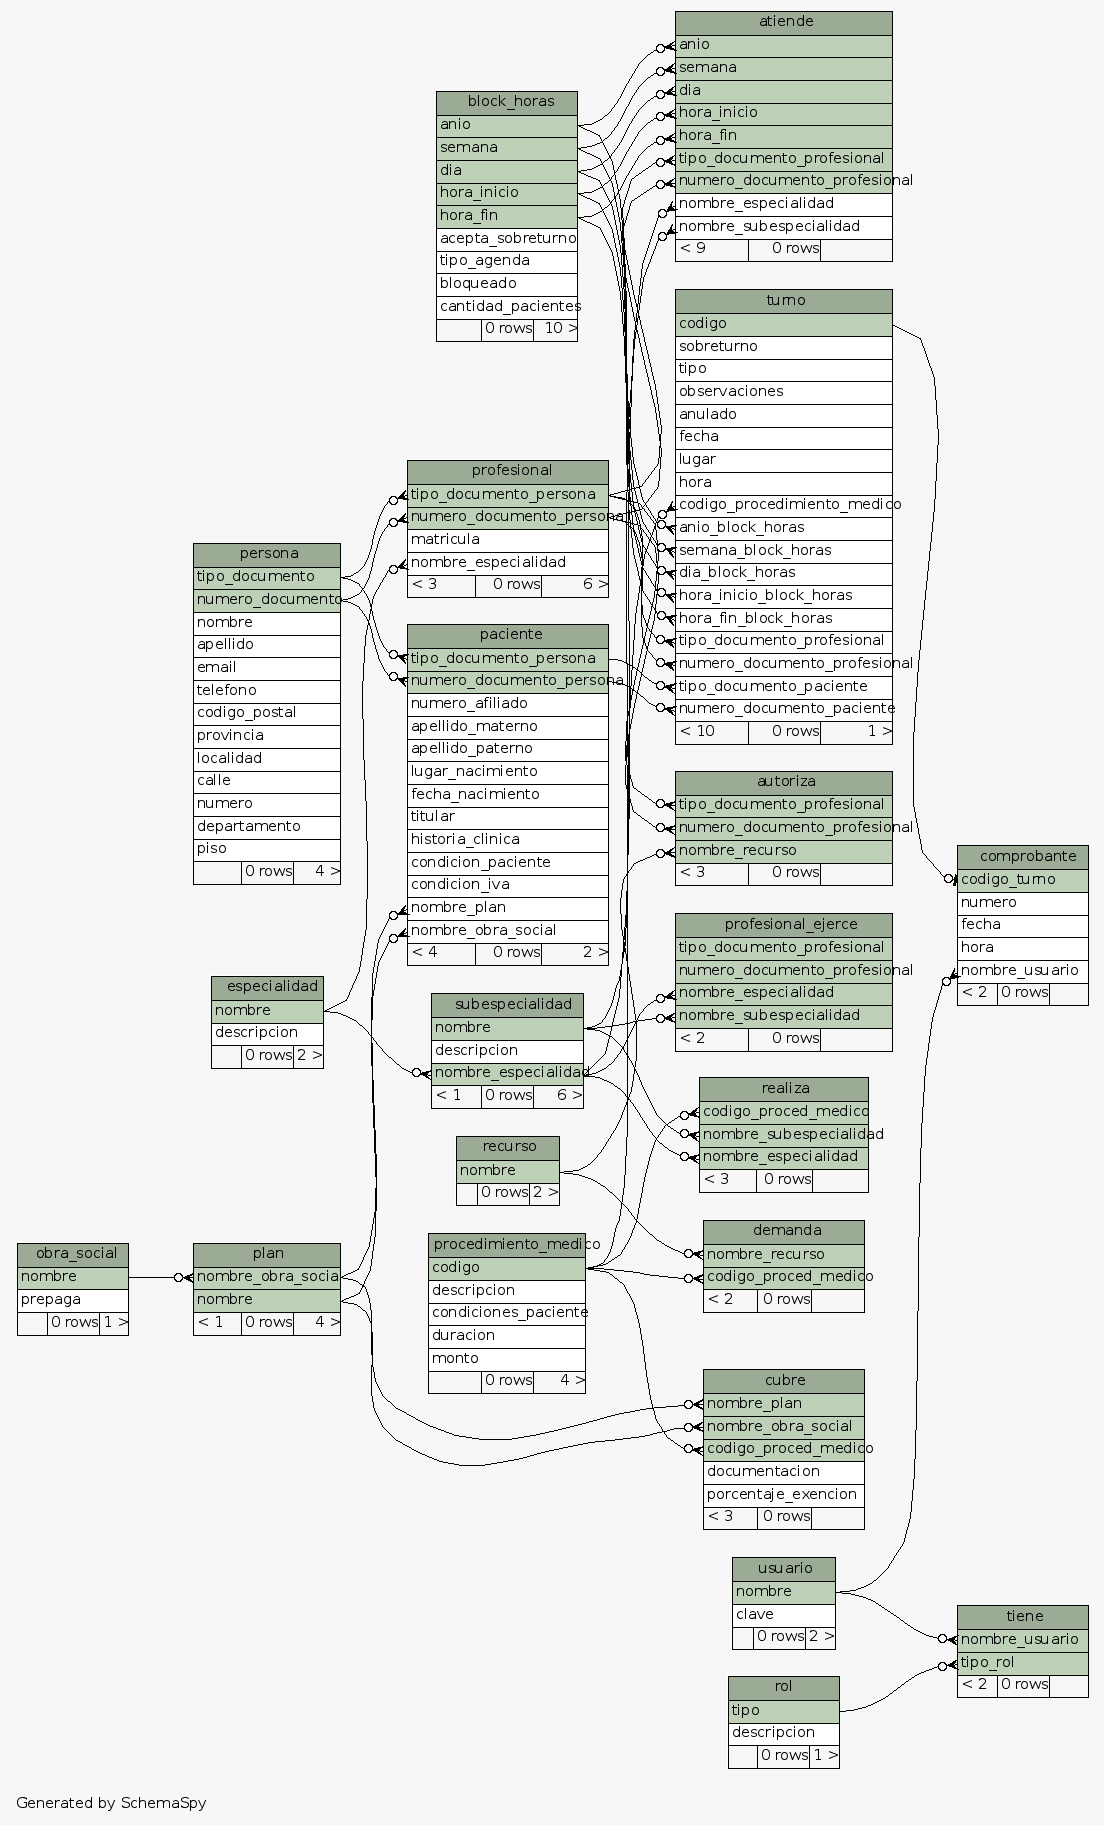 atiende
anio
semana
dia
hora_inicio
hora_fin
tipo_documento_profesional
numero_documento_profesional
nombre_especialidad
nombre_subespecialidad
< 9 0 rows
block_horas
anio
semana
dia
hora_inicio
hora_fin
acepta_sobreturno
tipo_agenda
bloqueado
cantidad_pacientes
0 rows 10 >
turno
codigo
sobreturno
tipo
observaciones
anulado
fecha
lugar
hora
codigo_procedimiento_medico
anio_block_horas
semana_block_horas
dia_block_horas
hora_inicio_block_horas
hora_fin_block_horas
tipo_documento_profesional
numero_documento_profesional
tipo_documento_paciente
numero_documento_paciente
< 10 0 rows 1 >
profesional
tipo_documento_persona
numero_documento_persona
matricula
nombre_especialidad
< 3 0 rows 6 >
persona
tipo_documento
numero_documento
nombre
apellido
email
telefono
codigo_postal
provincia
localidad
calle
numero
departamento
piso
0 rows 4 >
paciente
tipo_documento_persona
numero_documento_persona
numero_afiliado
apellido_materno
apellido_paterno
lugar_nacimiento
fecha_nacimiento
titular
historia_clinica
condicion_paciente
condicion_iva
nombre_plan
nombre_obra_social
< 4 0 rows 2 >
autoriza
tipo_documento_profesional
numero_documento_profesional
nombre_recurso
< 3 0 rows
comprobante
codigo_turno
numero
fecha
hora
nombre_usuario
< 2 0 rows
profesional_ejerce
tipo_documento_profesional
numero_documento_profesional
nombre_especialidad
nombre_subespecialidad
< 2 0 rows
especialidad
nombre
descripcion
0 rows 2 >
subespecialidad
nombre
descripcion
nombre_especialidad
< 1 0 rows 6 >
realiza
codigo_proced_medico
nombre_subespecialidad
nombre_especialidad
< 3 0 rows
recurso
nombre
0 rows 2 >
demanda
nombre_recurso
codigo_proced_medico
< 2 0 rows
obra_social
nombre
prepaga
0 rows 1 >
plan
nombre_obra_social
nombre
< 1 0 rows 4 >
procedimiento_medico
codigo
descripcion
condiciones_paciente
duracion
monto
0 rows 4 >
cubre
nombre_plan
nombre_obra_social
codigo_proced_medico
documentacion
porcentaje_exencion
< 3 0 rows
usuario
nombre
clave
0 rows 2 >
tiene
nombre_usuario
tipo_rol
< 2 0 rows
rol
tipo
descripcion
0 rows 1 >
Generated by SchemaSpy